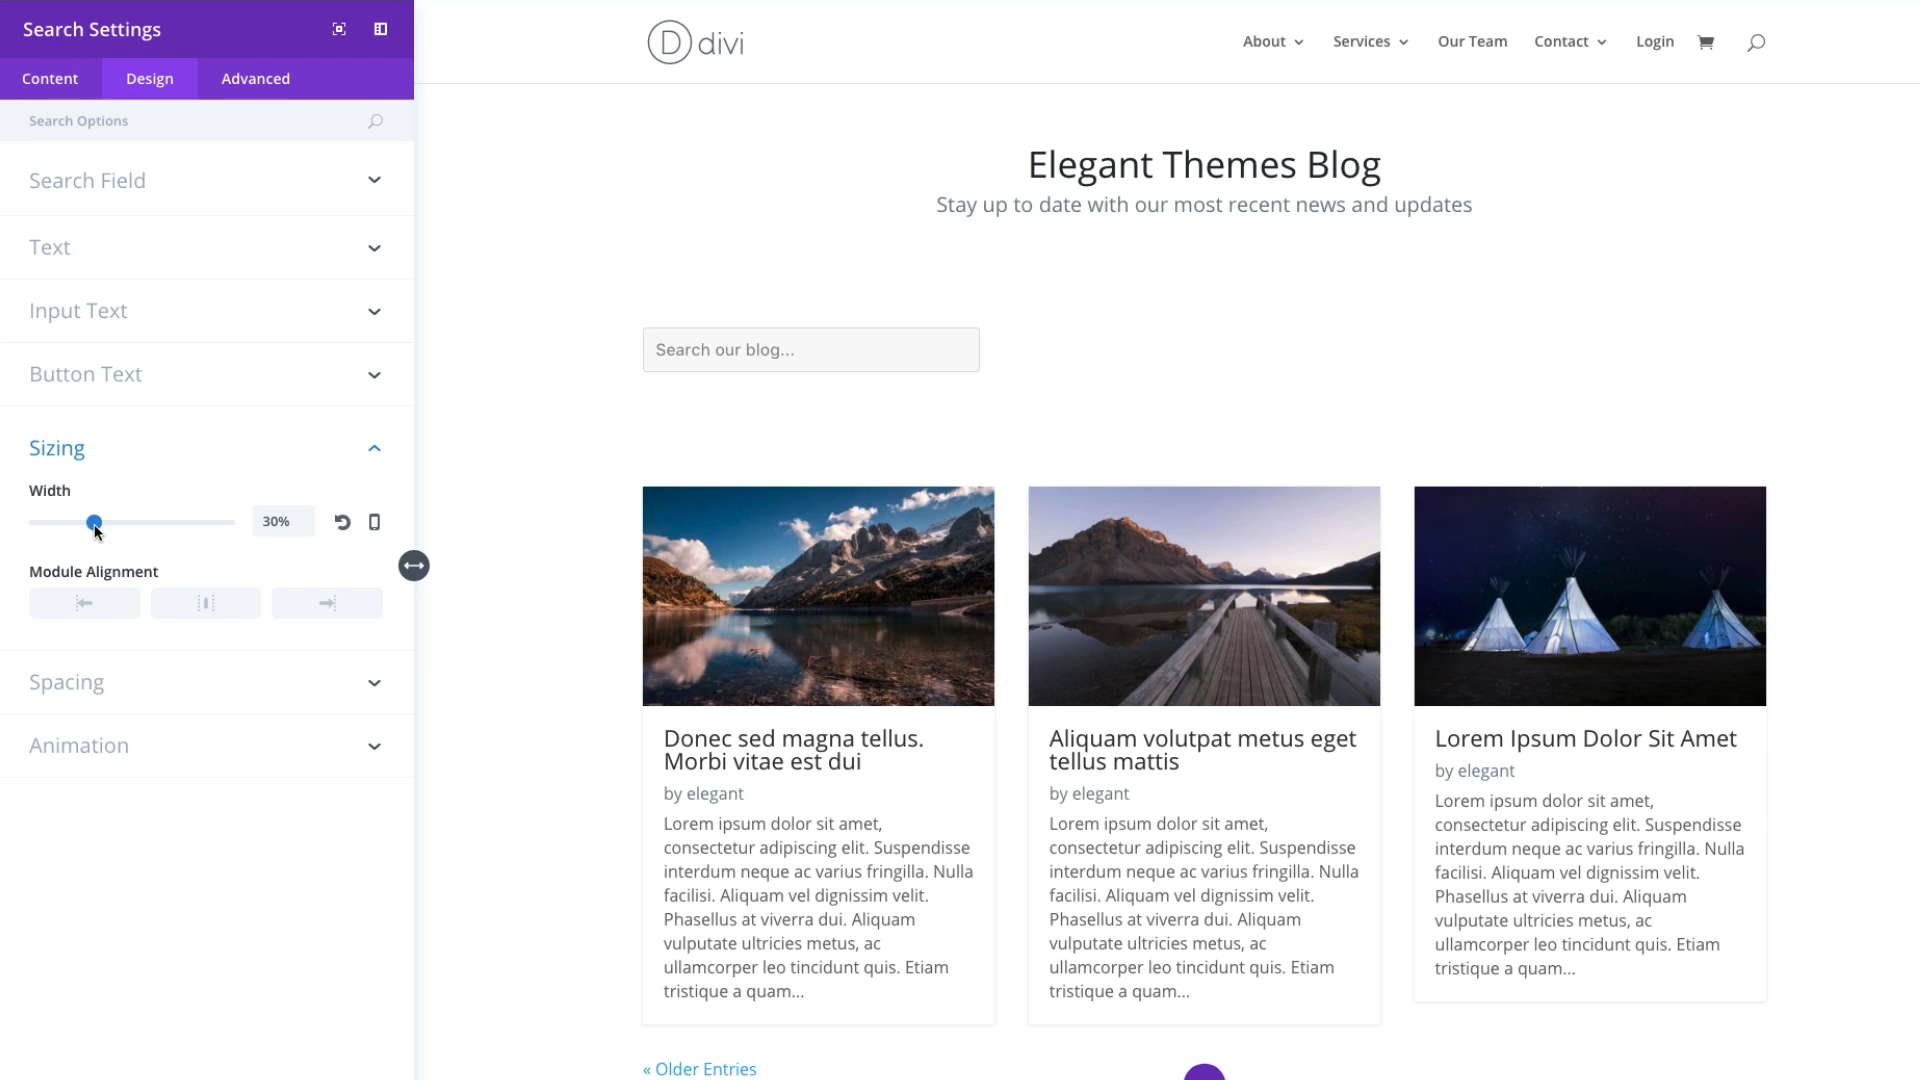 Search Settings
Content
Design
Advanced
Search Options
Search Field
Text
Input Text
Button Text
Sizing
Width
30%
Module Alignment
Spacing
Animation
D divi
About
Services
Our Team
Contact
Login
Elegant Themes Blog
Stay up to date with our most recent news and updates
Search our blog...
Donec sed magna tellus.
Morbi vitae est dui
by elegant
Lorem ipsum dolor sit amet,
consectetur adipiscing elit. Suspendisse
interdum neque ac varius fringilla. Nulla
facilisi. Aliquam vel dignissim velit.
Phasellus at viverra dui. Aliquam
vulputate ultricies metus, ac
ullamcorper leo tincidunt quis. Etiam
tristique a quam...
Aliquam volutpat metus eget
tellus mattis
by elegant
Lorem ipsum dolor sit amet,
consectetur adipiscing elit. Suspendisse
interdum neque ac varius fringilla. Nulla
facilisi. Aliquam vel dignissim velit.
Phasellus at viverra dui. Aliquam
vulputate ultricies metus, ac
ullamcorper leo tincidunt quis. Etiam
tristique a quam...
Lorem Ipsum Dolor Sit Amet
by elegant
Lorem ipsum dolor sit amet,
consectetur adipiscing elit. Suspendisse
interdum neque ac varius fringilla. Nulla
facilisi. Aliquam vel dignissim velit.
Phasellus at viverra dui. Aliquam
vulputate ultricies metus, ac
ullamcorper leo tincidunt quis. Etiam
tristique a quam...
« Older Entries